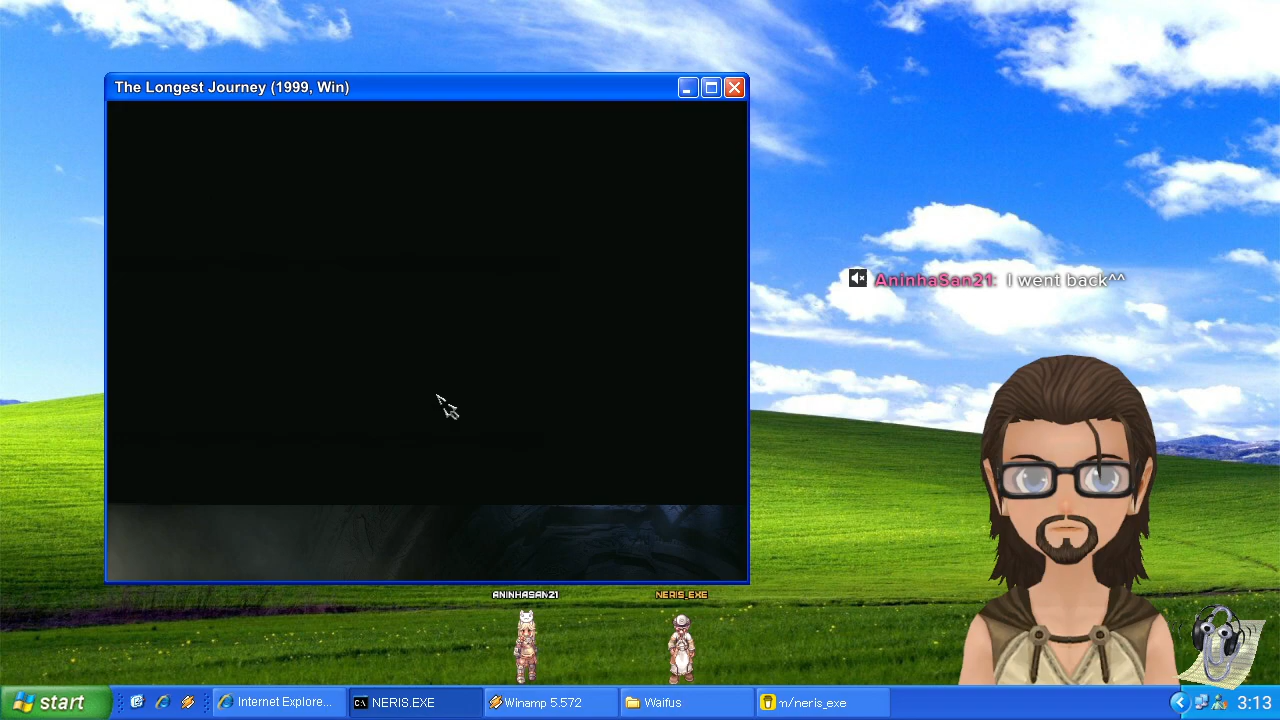 The Longest Journey (1999, Win)
AninhaSan21: I went back^^
ANINHASAN21
NERIS_EXE
start
Internet Explore...
C:\
NERIS.EXE
Winamp 5.572
Waifus
m/neris_exe
3:13